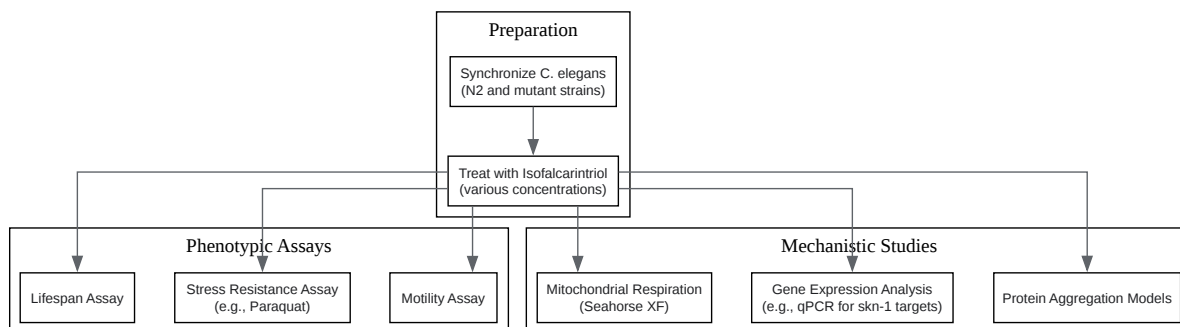 Preparation
Synchronize C. elegans
(N2 and mutant strains)
Treat with Isofalcarintriol
(various concentrations)
Phenotypic Assays
Lifespan Assay
Stress Resistance Assay
(e.g., Paraquat)
Motility Assay
Mechanistic Studies
Mitochondrial Respiration
(Seahorse XF)
Gene Expression Analysis
(e.g., qPCR for skn-1 targets)
Protein Aggregation Models